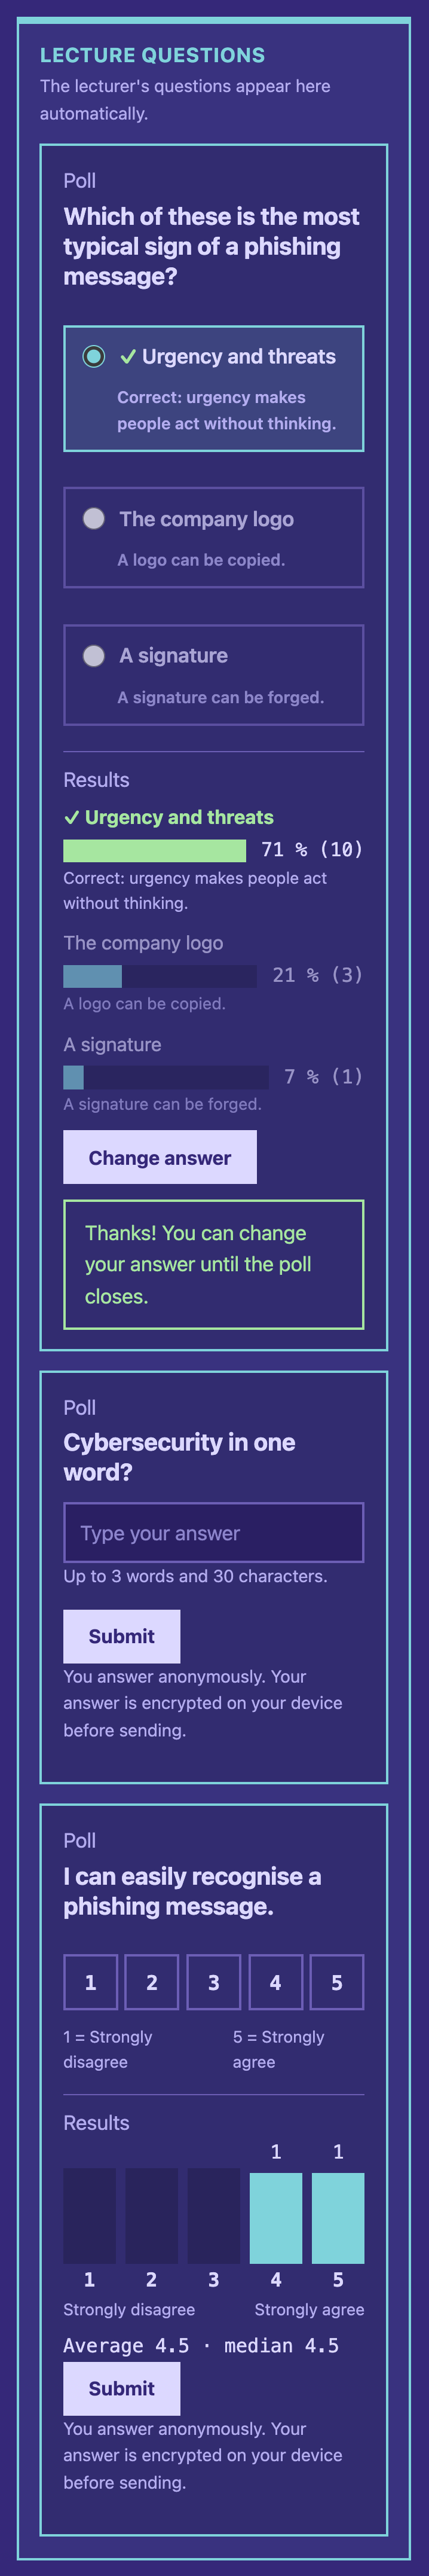 LECTURE QUESTIONS
The lecturer's questions appear here
automatically.
Poll
Which of these is the most
typical sign of a phishing
message?
✓ Urgency and threats
Correct: urgency makes
people act without thinking.
The company logo
A logo can be copied.
A signature
A signature can be forged.
Results
✓ Urgency and threats
71 % (10)
Correct: urgency makes people act
without thinking.
The company logo
21 % (3)
A logo can be copied.
A signature
7 % (1)
A signature can be forged.
Change answer
Thanks! You can change
your answer until the poll
closes.
Poll
Cybersecurity in one
word?
Type your answer
Up to 3 words and 30 characters.
Submit
You answer anonymously. Your
answer is encrypted on your device
before sending.
Poll
I can easily recognise a
phishing message.
1 2 3 4 5
1 = Strongly disagree
5 = Strongly agree
Results
1 1
1 2 3 4 5
Strongly disagree Strongly agree
Average 4.5 · median 4.5
Submit
You answer anonymously. Your
answer is encrypted on your device
before sending.